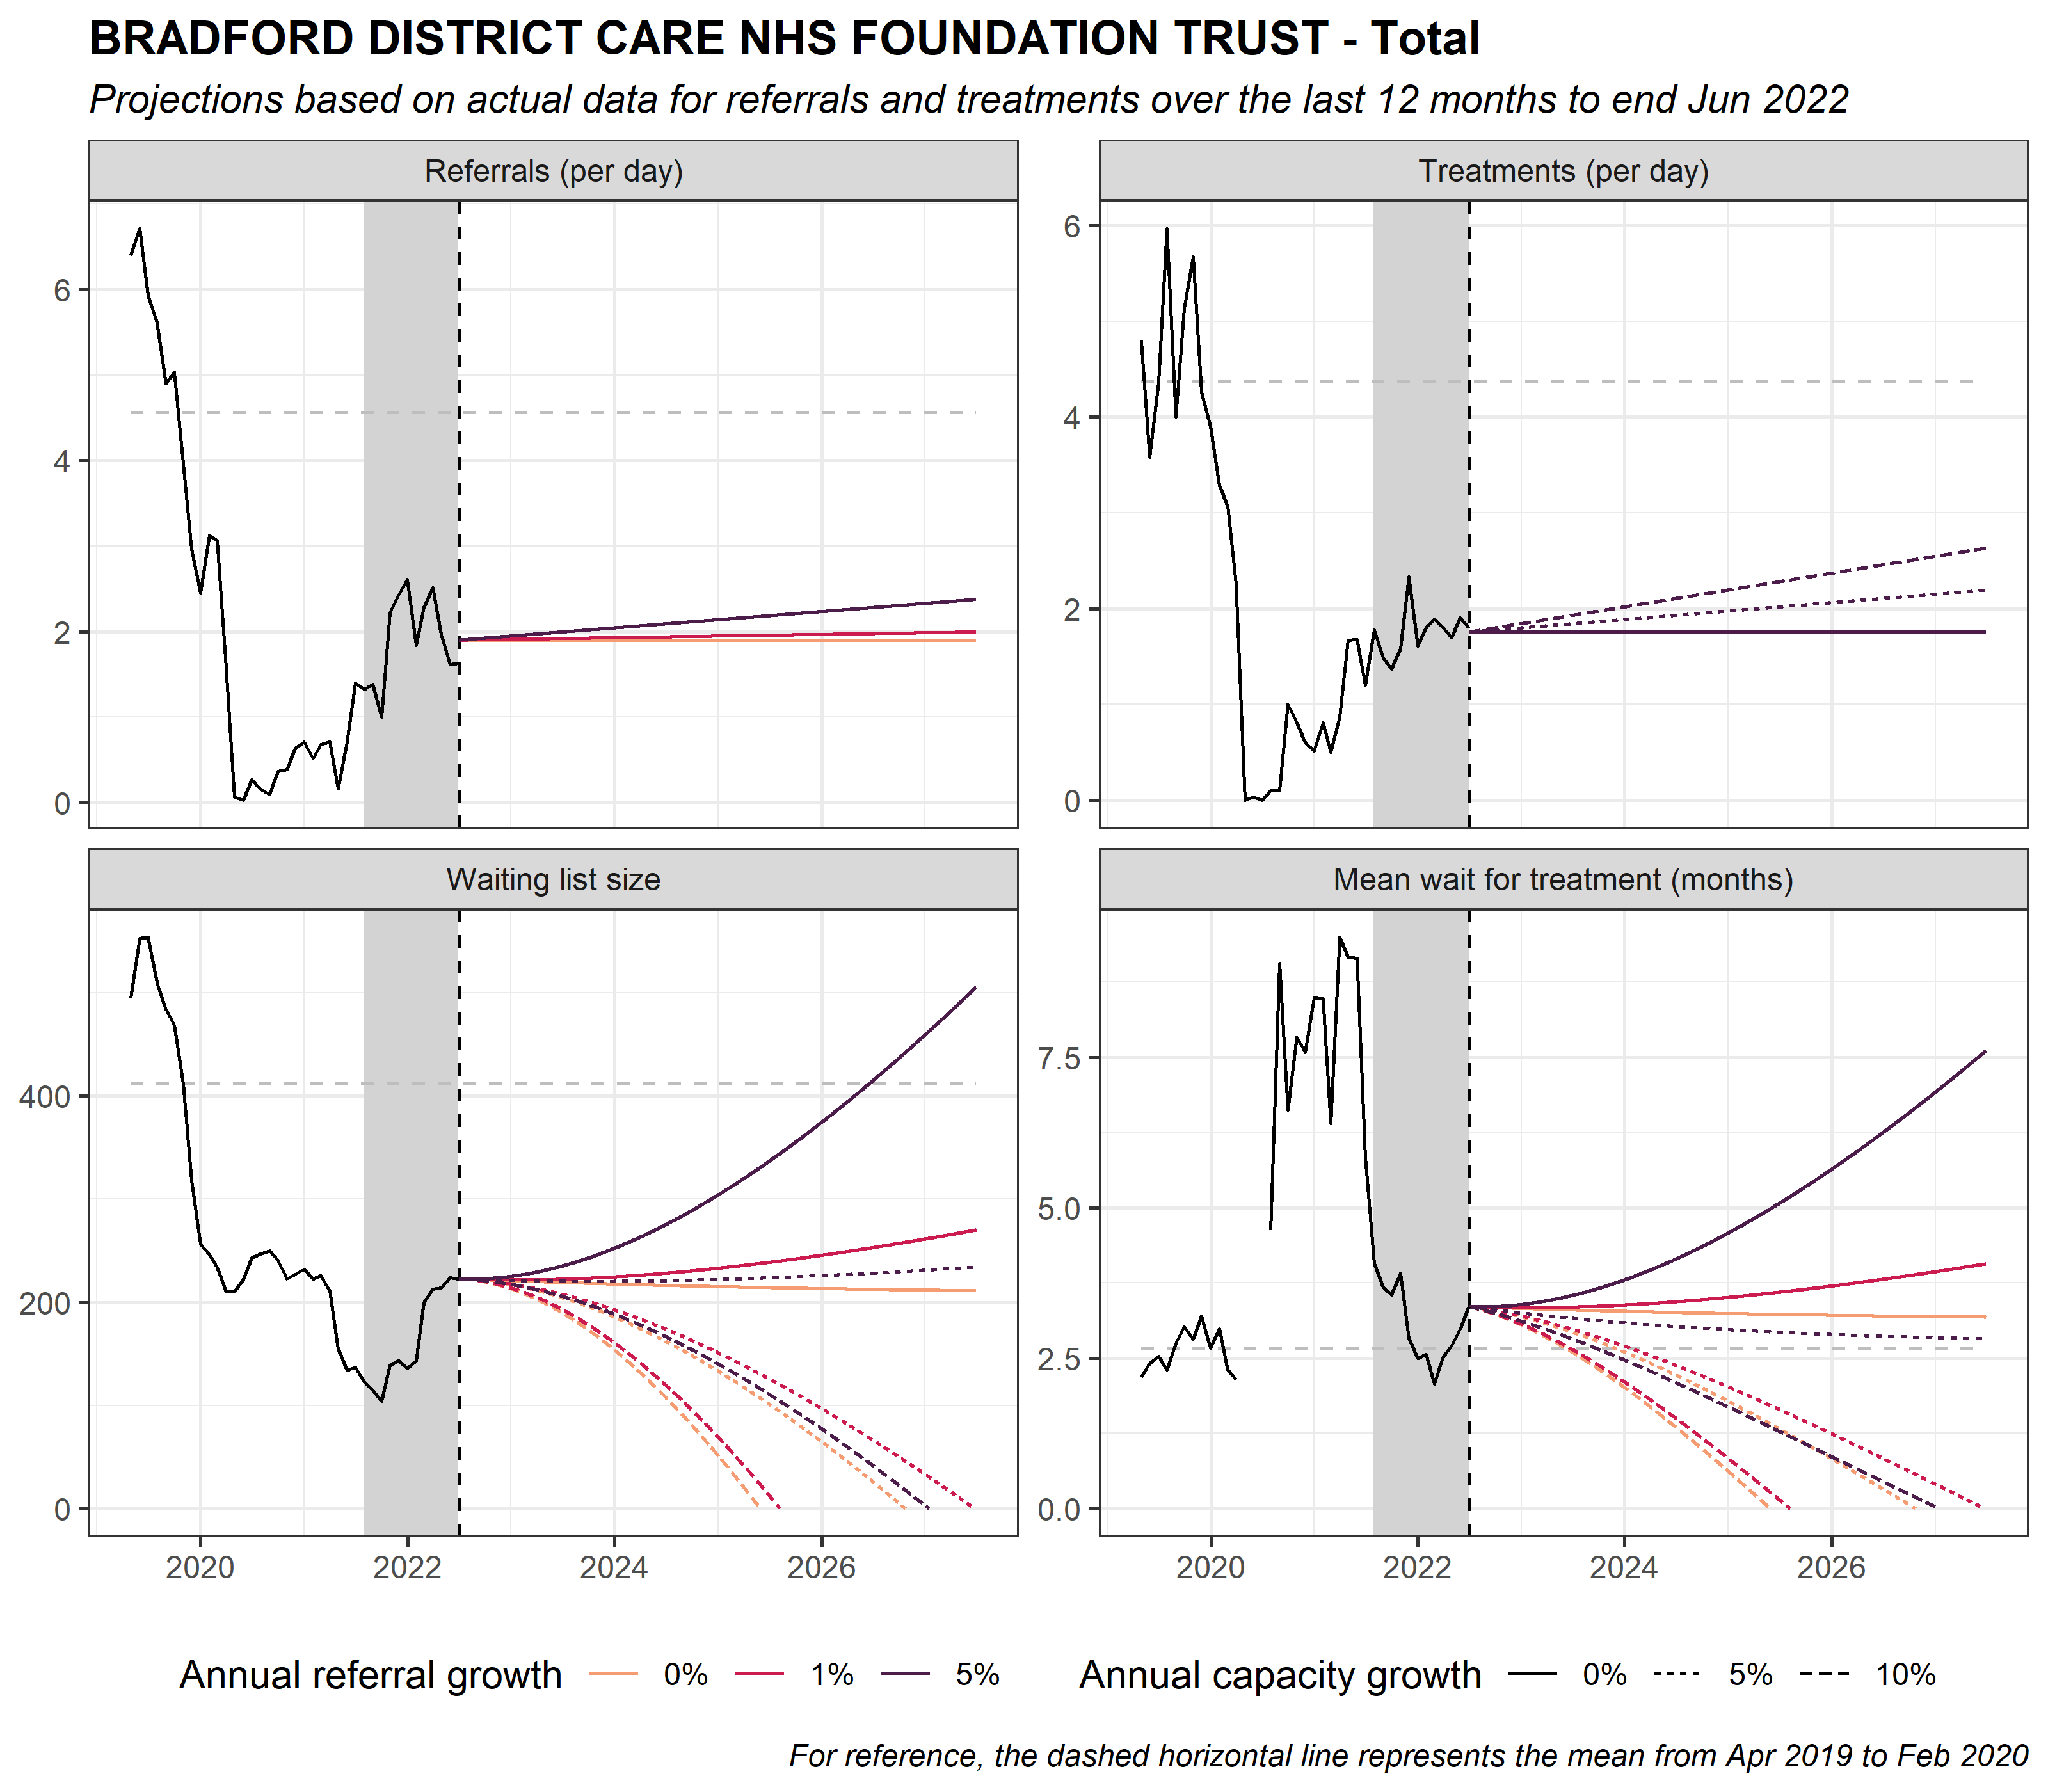 BRADFORD DISTRICT CARE NHS FOUNDATION TRUST - Total
Projections based on actual data for referrals and treatments over the last 12 months to end Jun 2022
Referrals (per day)
6
4
2
0
Treatments (per day)
6
4
2
0
Waiting list size
400
200
0
2020 2022 2024 2026
Mean wait for treatment (months)
7.5
5.0
2.5
0.0
2020 2022 2024 2026
Annual referral growth 0% 1% 5%
Annual capacity growth 0% 5% 10%
For reference, the dashed horizontal line represents the mean from Apr 2019 to Feb 2020